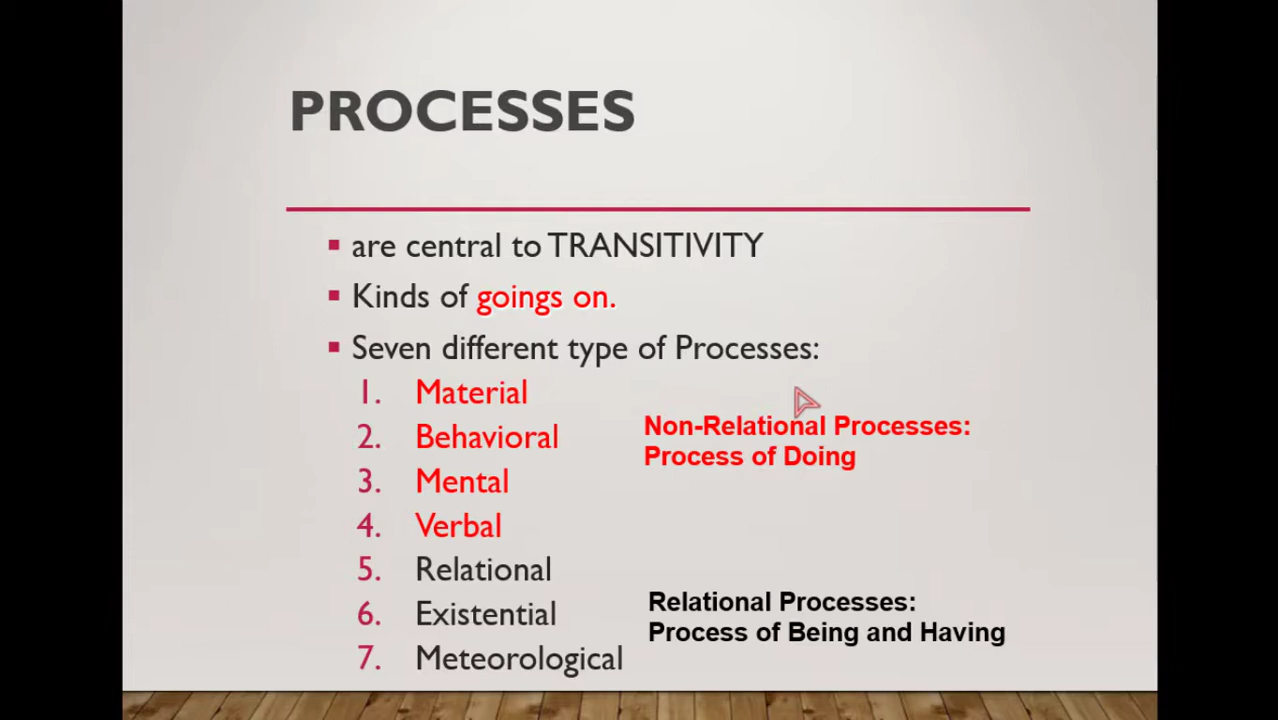 PROCESSES
▪ are central to TRANSITIVITY
▪ Kinds of goings on.
▪ Seven different type of Processes:
1. Material
2. Behavioral
3. Mental
4. Verbal
5. Relational
6. Existential
7. Meteorological
Non-Relational Processes:
Process of Doing
Relational Processes:
Process of Being and Having